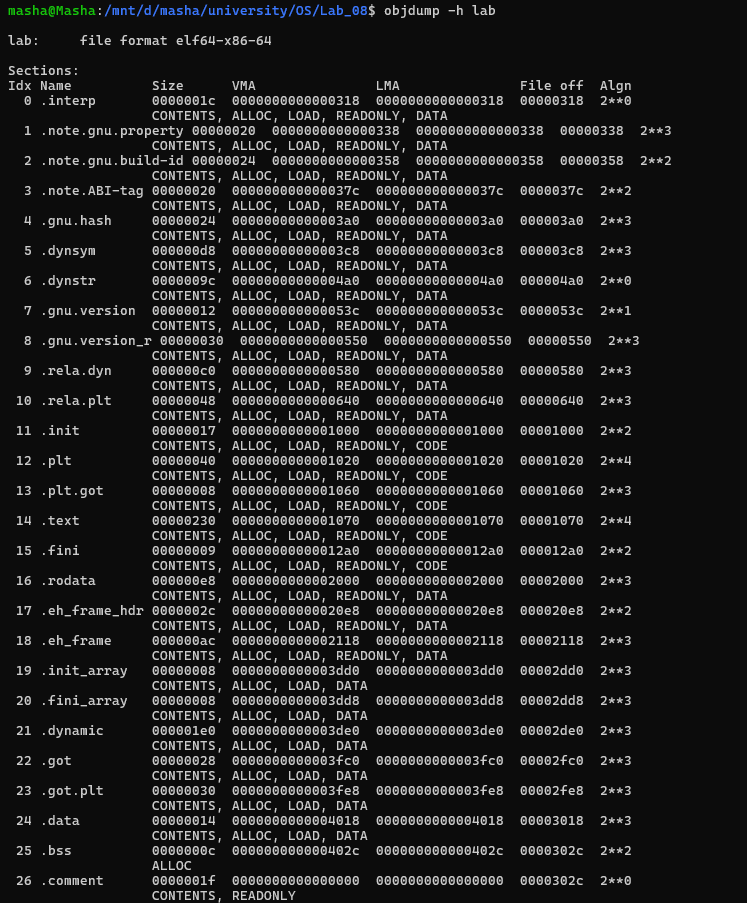 masha@Masha:/mnt/d/masha/university/OS/Lab_08$ objdump -h lab

lab:     file format elf64-x86-64

Sections:
Idx Name          Size      VMA               LMA               File off  Algn
  0 .interp       0000001c  0000000000000318  0000000000000318  00000318  2**0
                  CONTENTS, ALLOC, LOAD, READONLY, DATA
  1 .note.gnu.property 00000020  0000000000000338  0000000000000338  00000338  2**3
                  CONTENTS, ALLOC, LOAD, READONLY, DATA
  2 .note.gnu.build-id 00000024  0000000000000358  0000000000000358  00000358  2**2
                  CONTENTS, ALLOC, LOAD, READONLY, DATA
  3 .note.ABI-tag 00000020  000000000000037c  000000000000037c  0000037c  2**2
                  CONTENTS, ALLOC, LOAD, READONLY, DATA
  4 .gnu.hash     00000024  00000000000003a0  00000000000003a0  000003a0  2**3
                  CONTENTS, ALLOC, LOAD, READONLY, DATA
  5 .dynsym       000000d8  00000000000003c8  00000000000003c8  000003c8  2**3
                  CONTENTS, ALLOC, LOAD, READONLY, DATA
  6 .dynstr       0000009c  00000000000004a0  00000000000004a0  000004a0  2**0
                  CONTENTS, ALLOC, LOAD, READONLY, DATA
  7 .gnu.version  00000012  000000000000053c  000000000000053c  0000053c  2**1
                  CONTENTS, ALLOC, LOAD, READONLY, DATA
  8 .gnu.version_r 00000030  0000000000000550  0000000000000550  00000550  2**3
                  CONTENTS, ALLOC, LOAD, READONLY, DATA
  9 .rela.dyn     000000c0  0000000000000580  0000000000000580  00000580  2**3
                  CONTENTS, ALLOC, LOAD, READONLY, DATA
 10 .rela.plt     00000048  0000000000000640  0000000000000640  00000640  2**3
                  CONTENTS, ALLOC, LOAD, READONLY, DATA
 11 .init         00000017  0000000000001000  0000000000001000  00001000  2**2
                  CONTENTS, ALLOC, LOAD, READONLY, CODE
 12 .plt          00000040  0000000000001020  0000000000001020  00001020  2**4
                  CONTENTS, ALLOC, LOAD, READONLY, CODE
 13 .plt.got      00000008  0000000000001060  0000000000001060  00001060  2**3
                  CONTENTS, ALLOC, LOAD, READONLY, CODE
 14 .text         00000230  0000000000001070  0000000000001070  00001070  2**4
                  CONTENTS, ALLOC, LOAD, READONLY, CODE
 15 .fini         00000009  00000000000012a0  00000000000012a0  000012a0  2**2
                  CONTENTS, ALLOC, LOAD, READONLY, CODE
 16 .rodata       000000e8  0000000000002000  0000000000002000  00002000  2**3
                  CONTENTS, ALLOC, LOAD, READONLY, DATA
 17 .eh_frame_hdr 0000002c  00000000000020e8  00000000000020e8  000020e8  2**2
                  CONTENTS, ALLOC, LOAD, READONLY, DATA
 18 .eh_frame     000000ac  0000000000002118  0000000000002118  00002118  2**3
                  CONTENTS, ALLOC, LOAD, READONLY, DATA
 19 .init_array   00000008  0000000000003dd0  0000000000003dd0  00002dd0  2**3
                  CONTENTS, ALLOC, LOAD, DATA
 20 .fini_array   00000008  0000000000003dd8  0000000000003dd8  00002dd8  2**3
                  CONTENTS, ALLOC, LOAD, DATA
 21 .dynamic      000001e0  0000000000003de0  0000000000003de0  00002de0  2**3
                  CONTENTS, ALLOC, LOAD, DATA
 22 .got          00000028  0000000000003fc0  0000000000003fc0  00002fc0  2**3
                  CONTENTS, ALLOC, LOAD, DATA
 23 .got.plt      00000030  0000000000003fe8  0000000000003fe8  00002fe8  2**3
                  CONTENTS, ALLOC, LOAD, DATA
 24 .data         00000014  0000000000004018  0000000000004018  00003018  2**3
                  CONTENTS, ALLOC, LOAD, DATA
 25 .bss          0000000c  000000000000402c  000000000000402c  0000302c  2**2
                  ALLOC
 26 .comment      0000001f  0000000000000000  0000000000000000  0000302c  2**0
                  CONTENTS, READONLY